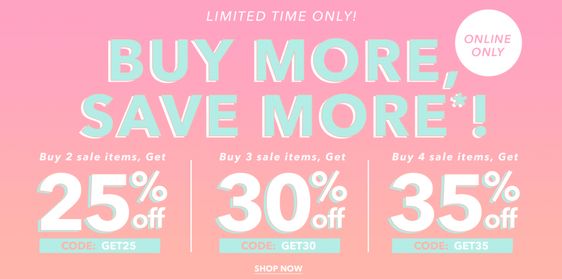 LIMITED TIME ONLY!
ONLINE
ONLY
BUY MORE,
SAVE MORE*!
Buy 2 sale items, Get
25% off
CODE: GET25
Buy 3 sale items, Get
30% off
CODE: GET30
Buy 4 sale items, Get
35% off
CODE: GET35
SHOP NOW